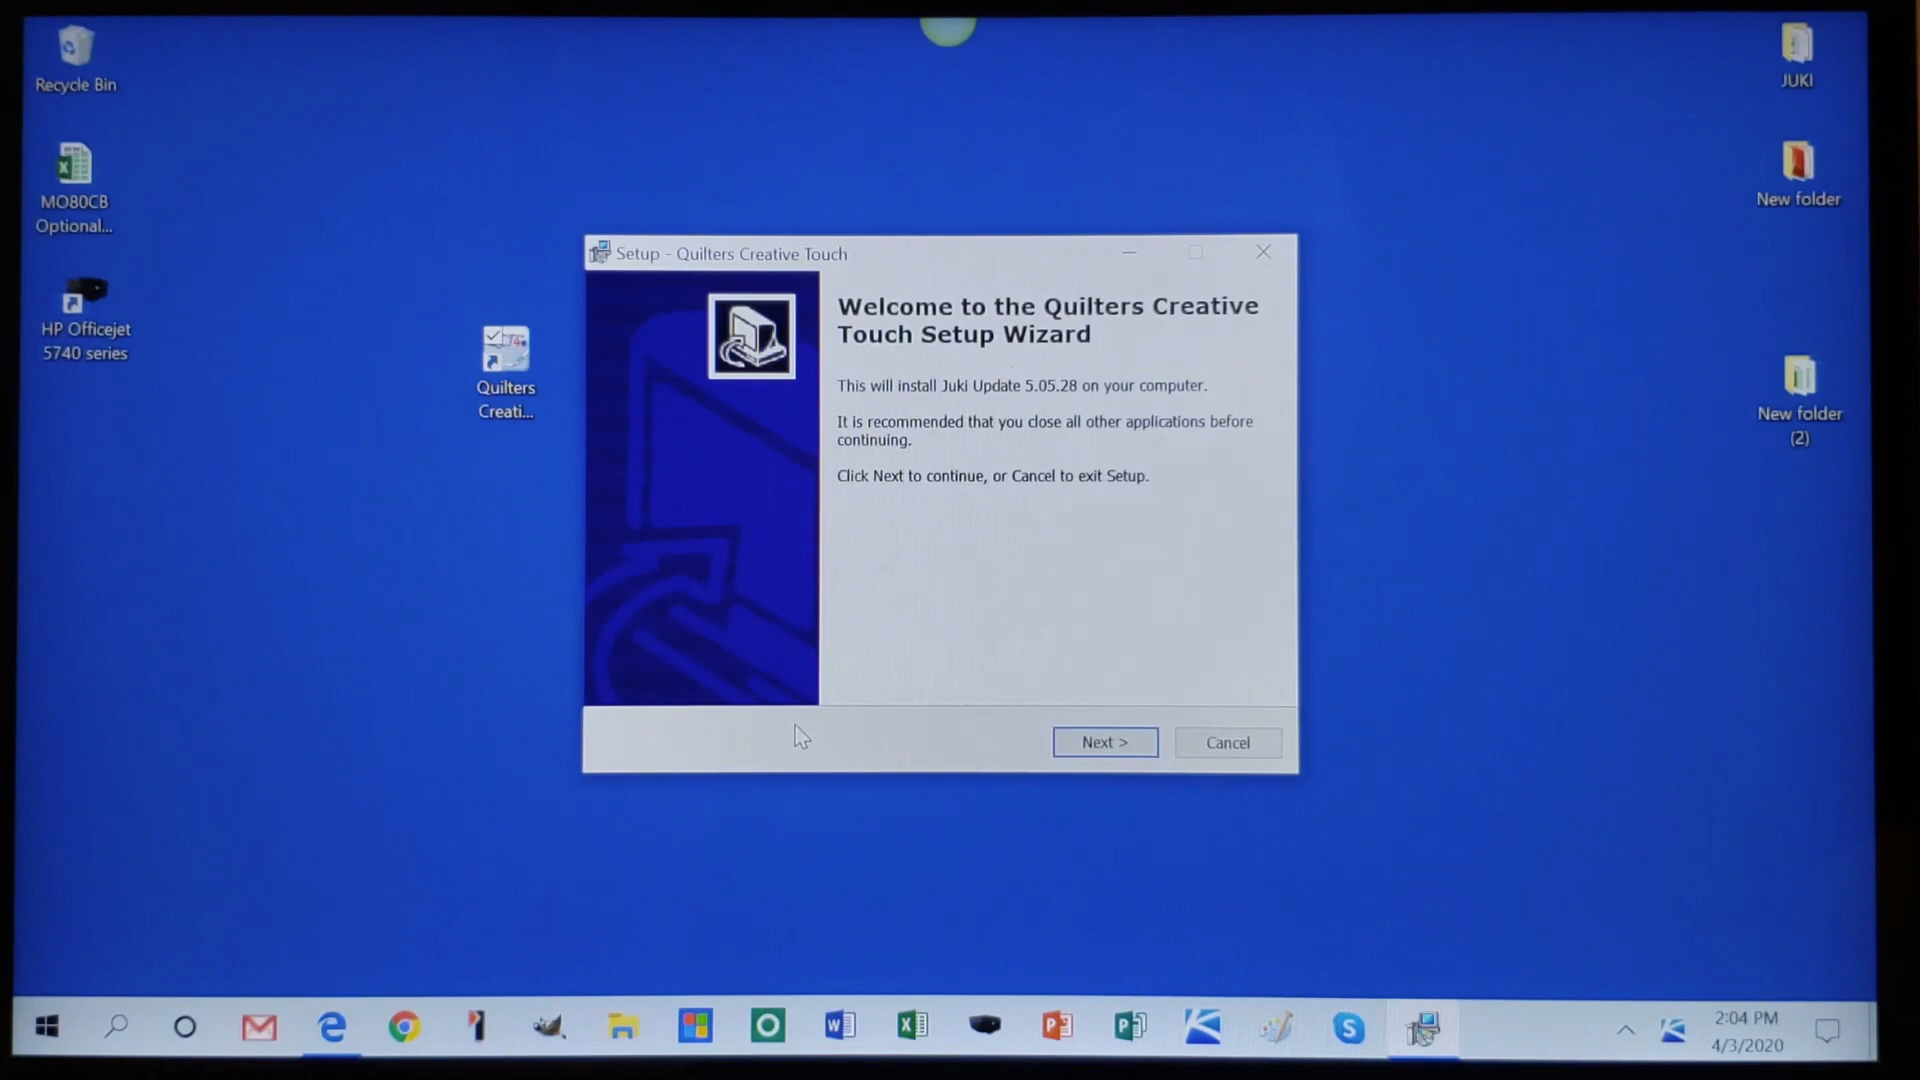 Recycle Bin
MO80CB
Optional...
HP Officejet
5740 series
Quilters
Creati...
JUKI
New folder
New folder
(2)
Setup - Quilters Creative Touch
Welcome to the Quilters Creative
Touch Setup Wizard
This will install Juki Update 5.05.28 on your computer.
It is recommended that you close all other applications before
continuing.
Click Next to continue, or Cancel to exit Setup.
Next >
Cancel
2:04 PM
4/3/2020